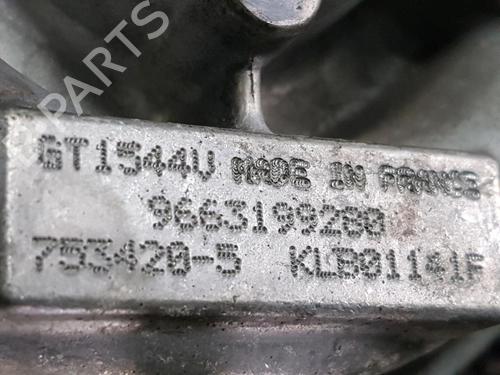 B PARTS
GT1544V MADE IN FRANCE
9663199280
753420-5 KLB01141F